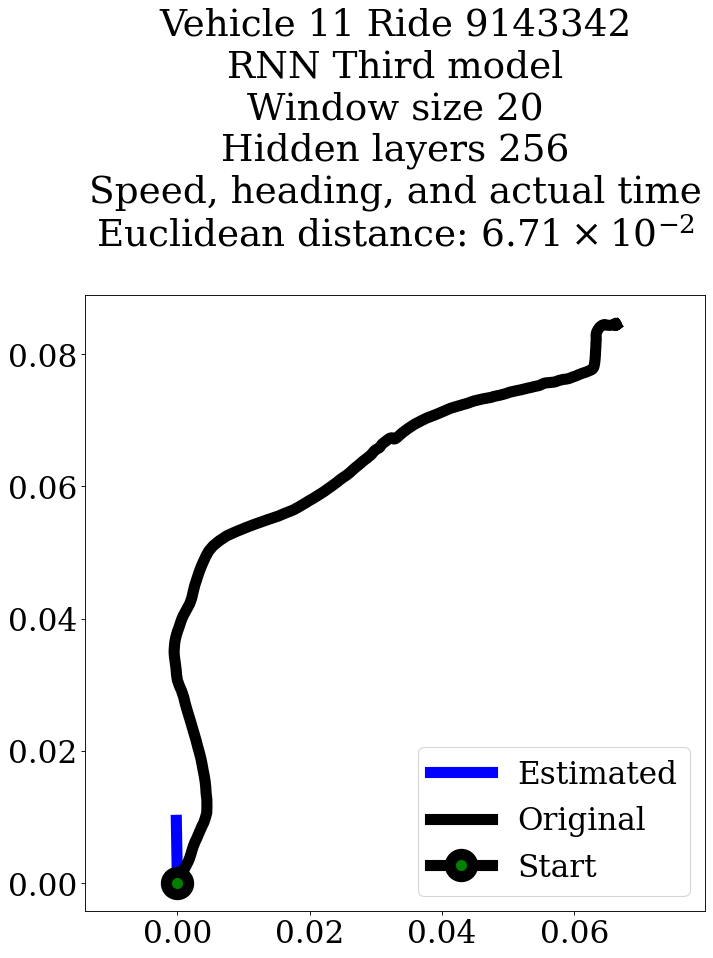 Vehicle 11 Ride 9143342
RNN Third model
Window size 20
Hidden layers 256
Speed, heading, and actual time
Euclidean distance: 6.71 × 10⁻²
0.08
0.06
0.04
0.02
0.00
Estimated
Original
Start
0.00 0.02 0.04 0.06